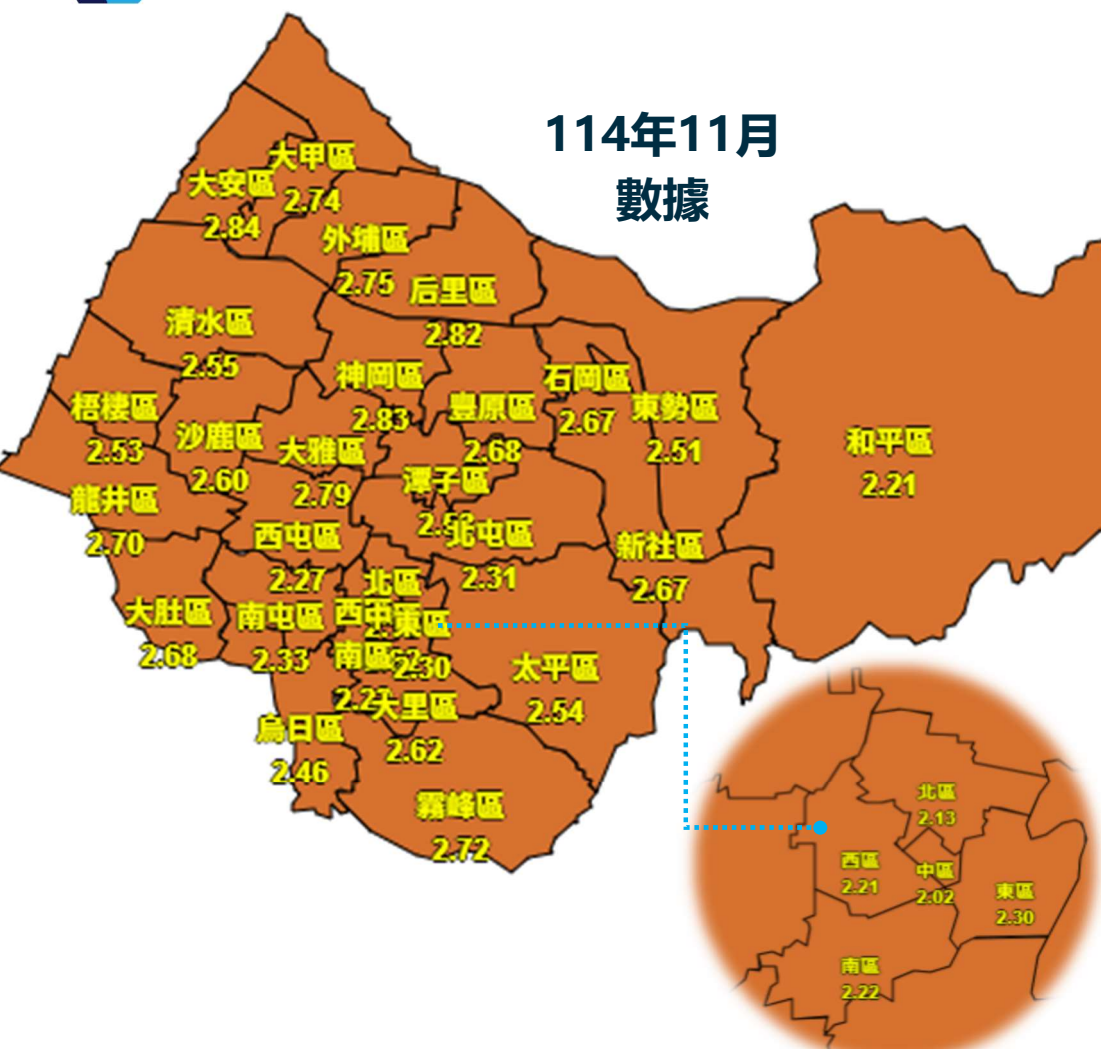 114年11月
數據
大甲區
2.74
大安區
2.84
外埔區
2.75
后里區
2.82
清水區
2.55
神岡區
2.83
石岡區
2.67
豐原區
2.68
東勢區
2.51
梧棲區
2.53
沙鹿區
2.60
大雅區
2.79
和平區
2.21
潭子區
龍井區
2.70
西屯區
2.27
北屯區
2.31
新社區
2.67
北區
大肚區
2.68
南屯區
2.33
東區
2.30
南區
太平區
2.54
大里區
2.62
烏日區
2.46
霧峰區
2.72
北區
2.13
西區
2.21
中區
2.02
東區
2.30
南區
2.22